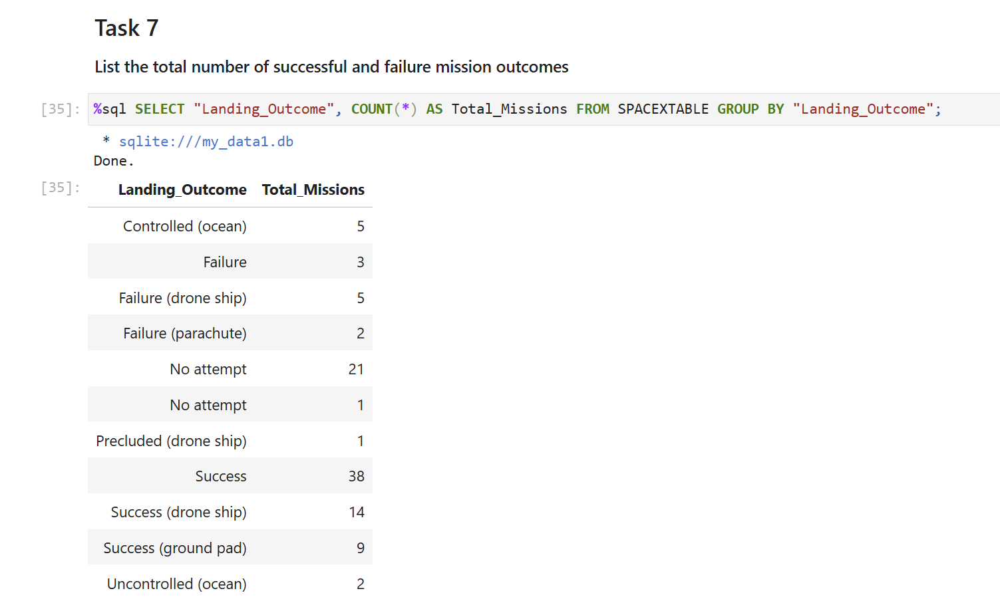 Task 7
List the total number of successful and failure mission outcomes
[35]: %sql SELECT "Landing_Outcome", COUNT(*) AS Total_Missions FROM SPACEXTABLE GROUP BY "Landing_Outcome";
* sqlite:///my_data1.db
Done.
[35]: Landing_Outcome Total_Missions
Controlled (ocean) 5
Failure 3
Failure (drone ship) 5
Failure (parachute) 2
No attempt 21
No attempt 1
Precluded (drone ship) 1
Success 38
Success (drone ship) 14
Success (ground pad) 9
Uncontrolled (ocean) 2